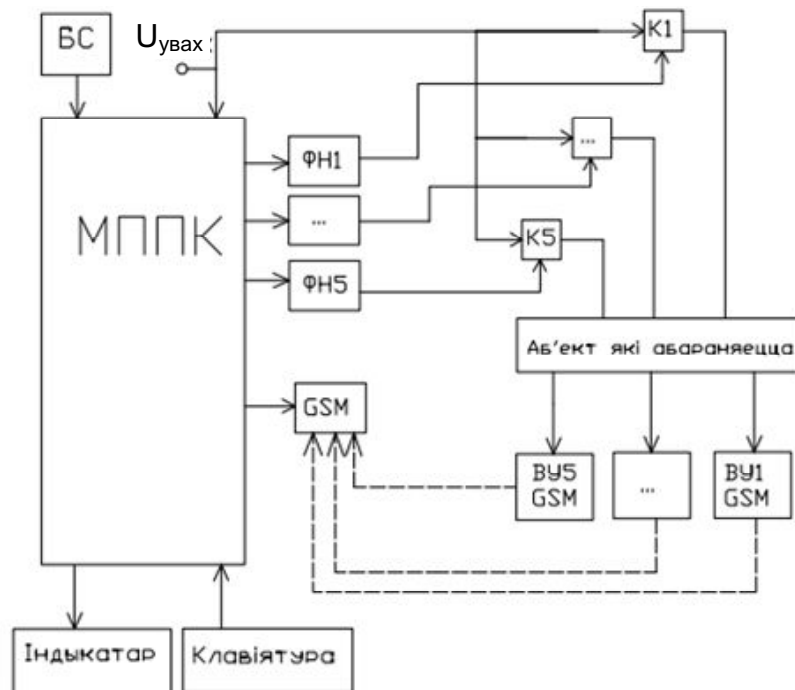 БС
Uувах :
К1
ФН1
...
МППК
...
К5
ФН5
Аб'ект які абараняецца
GSM
ВУ5
GSM
...
ВУ1
GSM
Індыкатар
Клавіятура